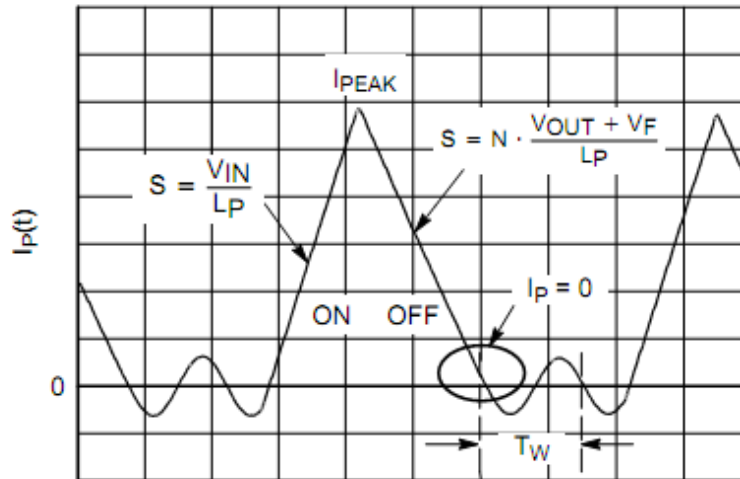 IPEAK
S = N · VOUT + VF / LP
S = VIN / LP
IP(t)
IP = 0
ON OFF
0
TW